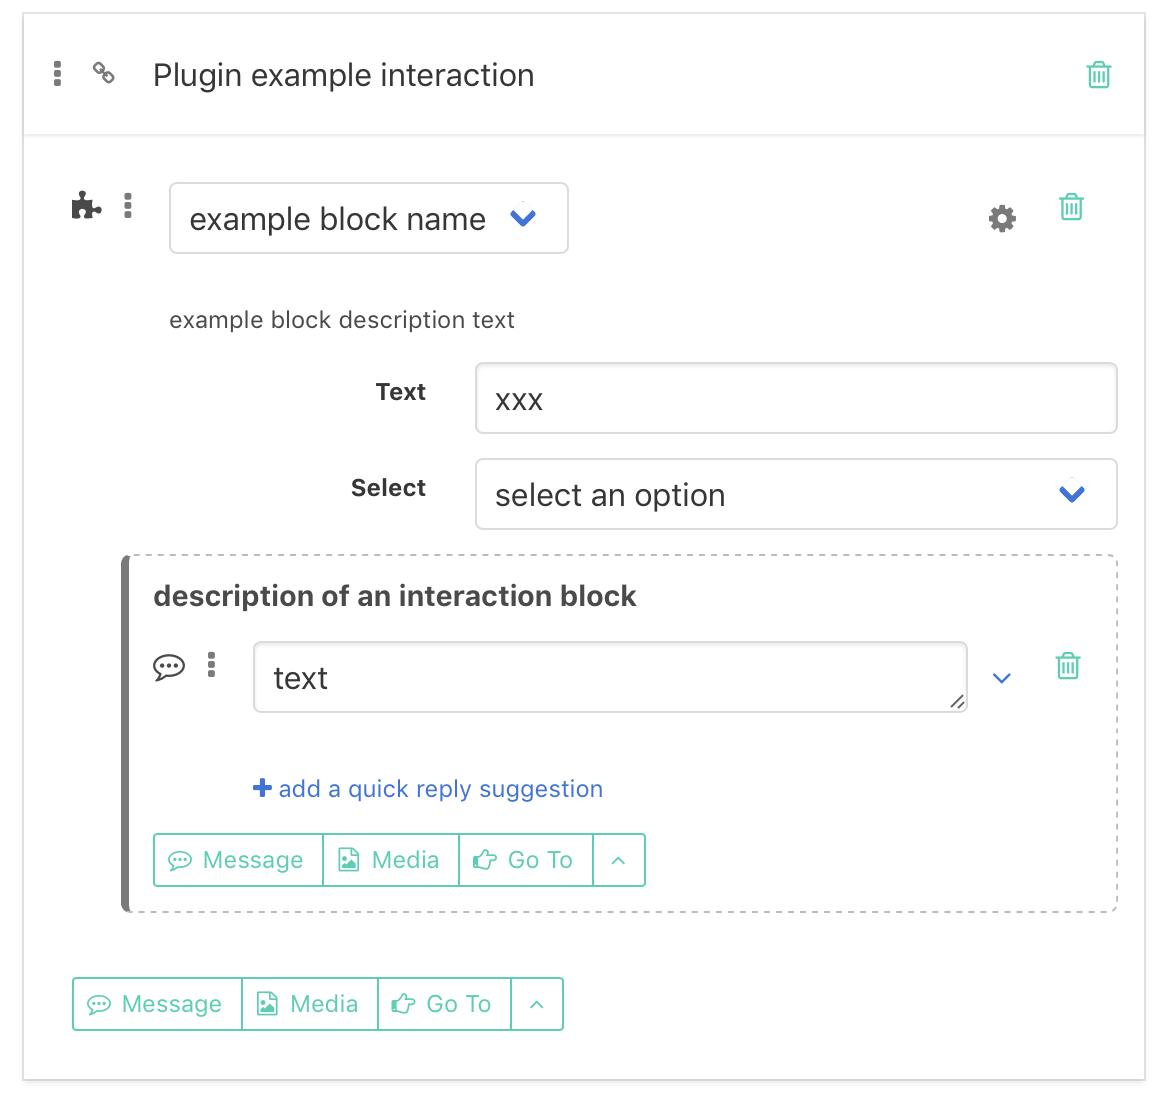 Plugin example interaction
example block name
example block description text
Text
xxx
Select
select an option
description of an interaction block
text
add a quick reply suggestion
Message Media Go To
Message Media Go To